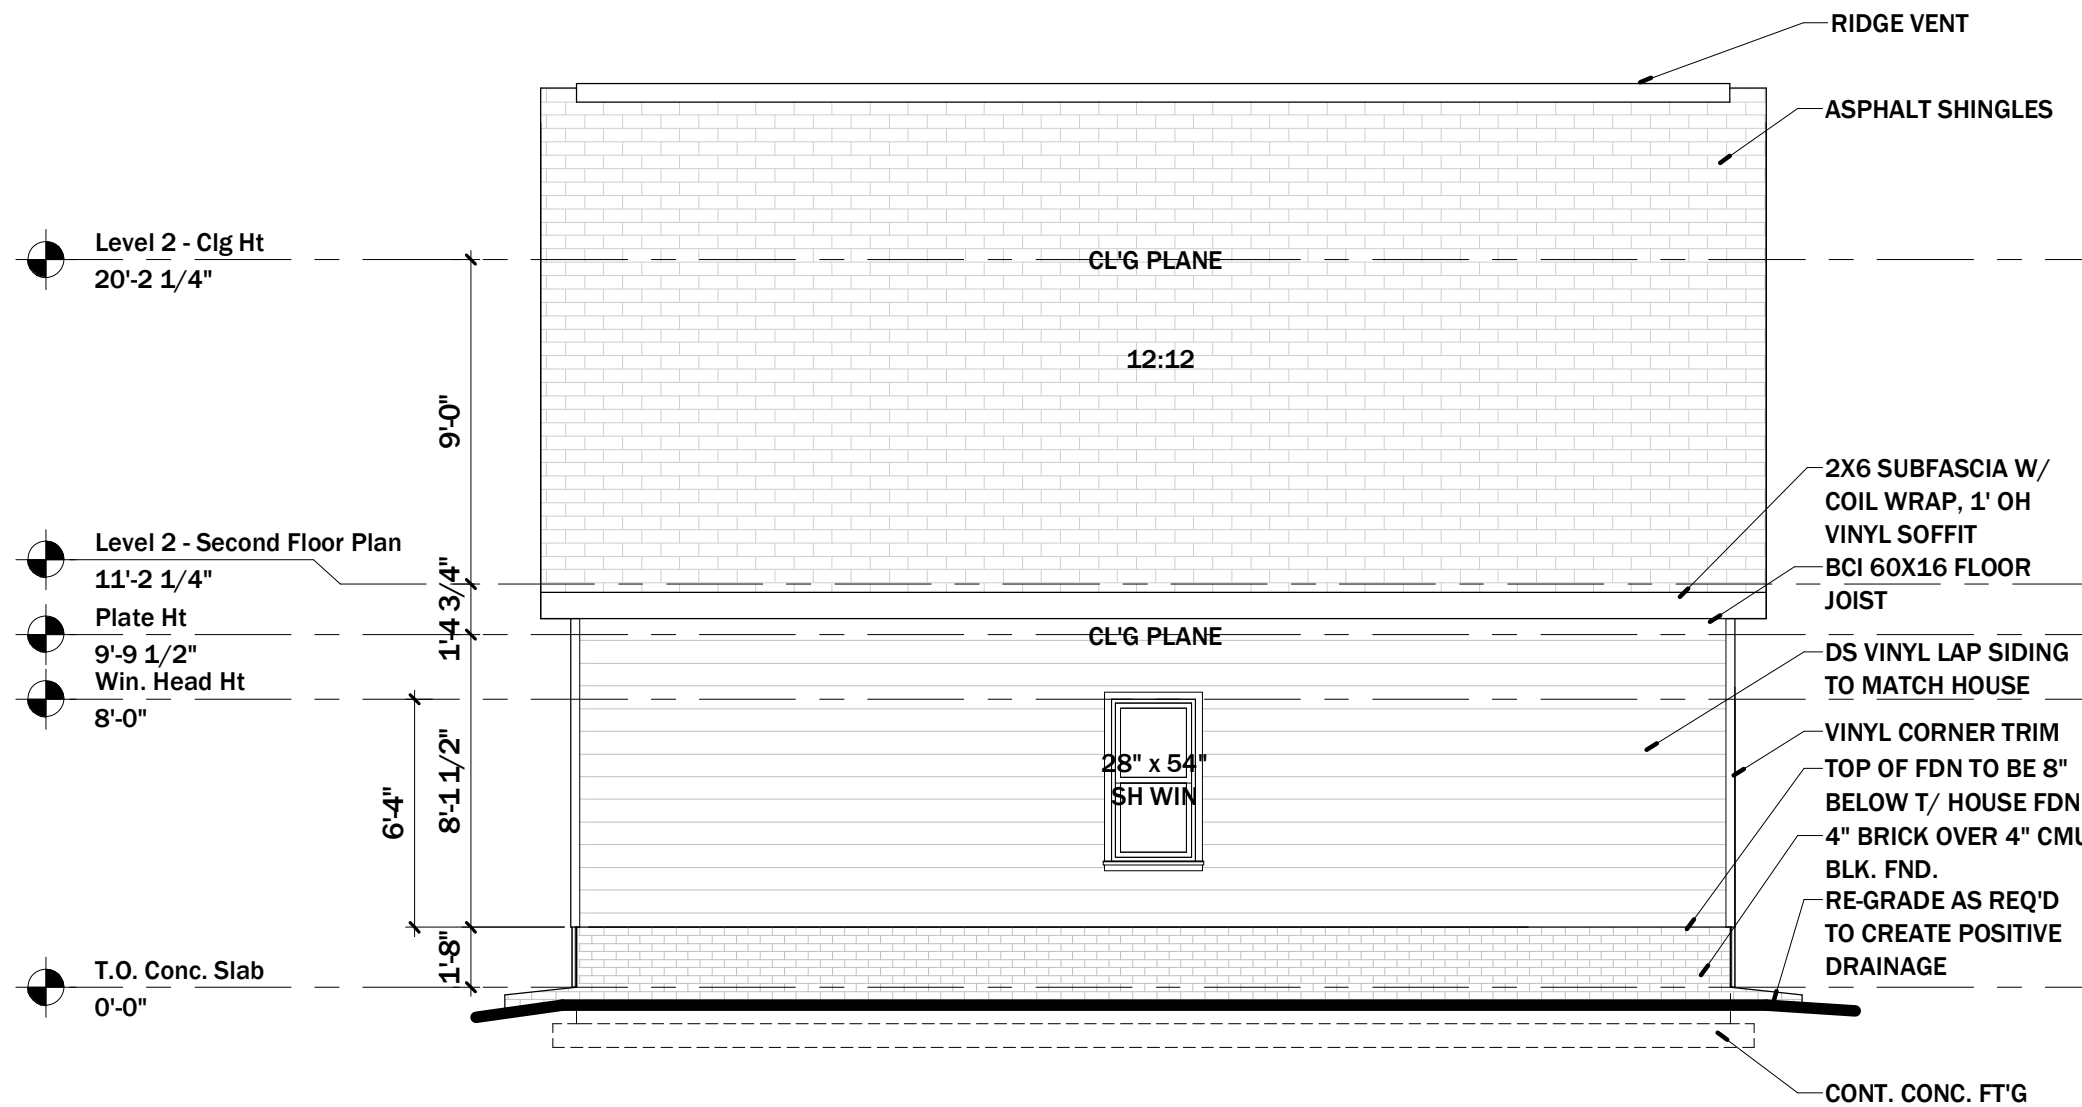 RIDGE VENT
ASPHALT SHINGLES
Level 2 - Clg Ht
20'-2 1/4"
CL'G PLANE
12:12
9'-0"
2X6 SUBFASCIA W/
COIL WRAP, 1' OH
VINYL SOFFIT
Level 2 - Second Floor Plan
11'-2 1/4"
BCI 60X16 FLOOR
JOIST
1'-4 3/4"
Plate Ht
9'-9 1/2"
CL'G PLANE
Win. Head Ht
8'-0"
DS VINYL LAP SIDING
TO MATCH HOUSE
VINYL CORNER TRIM
28" x 54"
SH WIN
6'-4"
8'-1 1/2"
TOP OF FDN TO BE 8"
BELOW T/ HOUSE FDN
4" BRICK OVER 4" CMU
BLK. FND.
RE-GRADE AS REQ'D
TO CREATE POSITIVE
DRAINAGE
1'-8"
T.O. Conc. Slab
0'-0"
CONT. CONC. FT'G